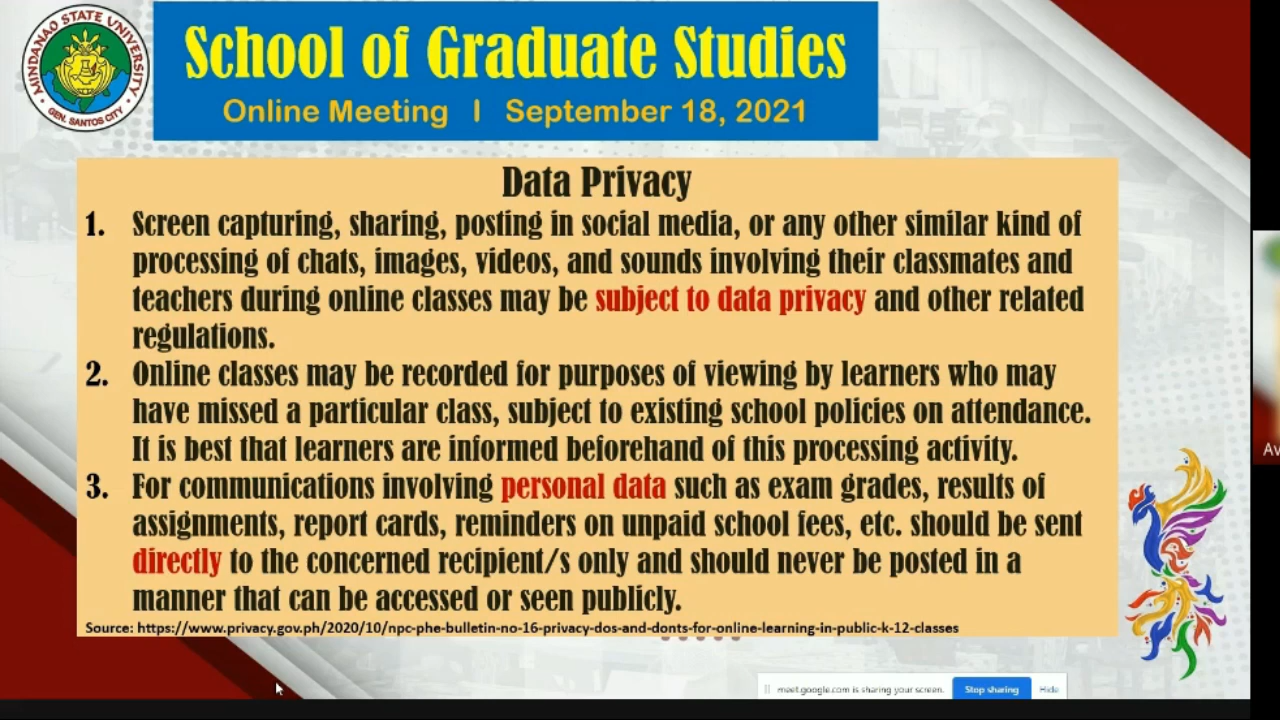 MINDANAO STATE UNIVERSITY
GEN. SANTOS CITY
School of Graduate Studies
Online Meeting | September 18, 2021
Data Privacy
1. Screen capturing, sharing, posting in social media, or any other similar kind of
processing of chats, images, videos, and sounds involving their classmates and
teachers during online classes may be subject to data privacy and other related
regulations.
2. Online classes may be recorded for purposes of viewing by learners who may
have missed a particular class, subject to existing school policies on attendance.
It is best that learners are informed beforehand of this processing activity.
3. For communications involving personal data such as exam grades, results of
assignments, report cards, reminders on unpaid school fees, etc. should be sent
directly to the concerned recipient/s only and should never be posted in a
manner that can be accessed or seen publicly.
Source: https://www.privacy.gov.ph/2020/10/npc-phe-bulletin-no-16-privacy-dos-and-donts-for-online-learning-in-public-k-12-classes
meet.google.com is sharing your screen. Stop sharing Hide
Av